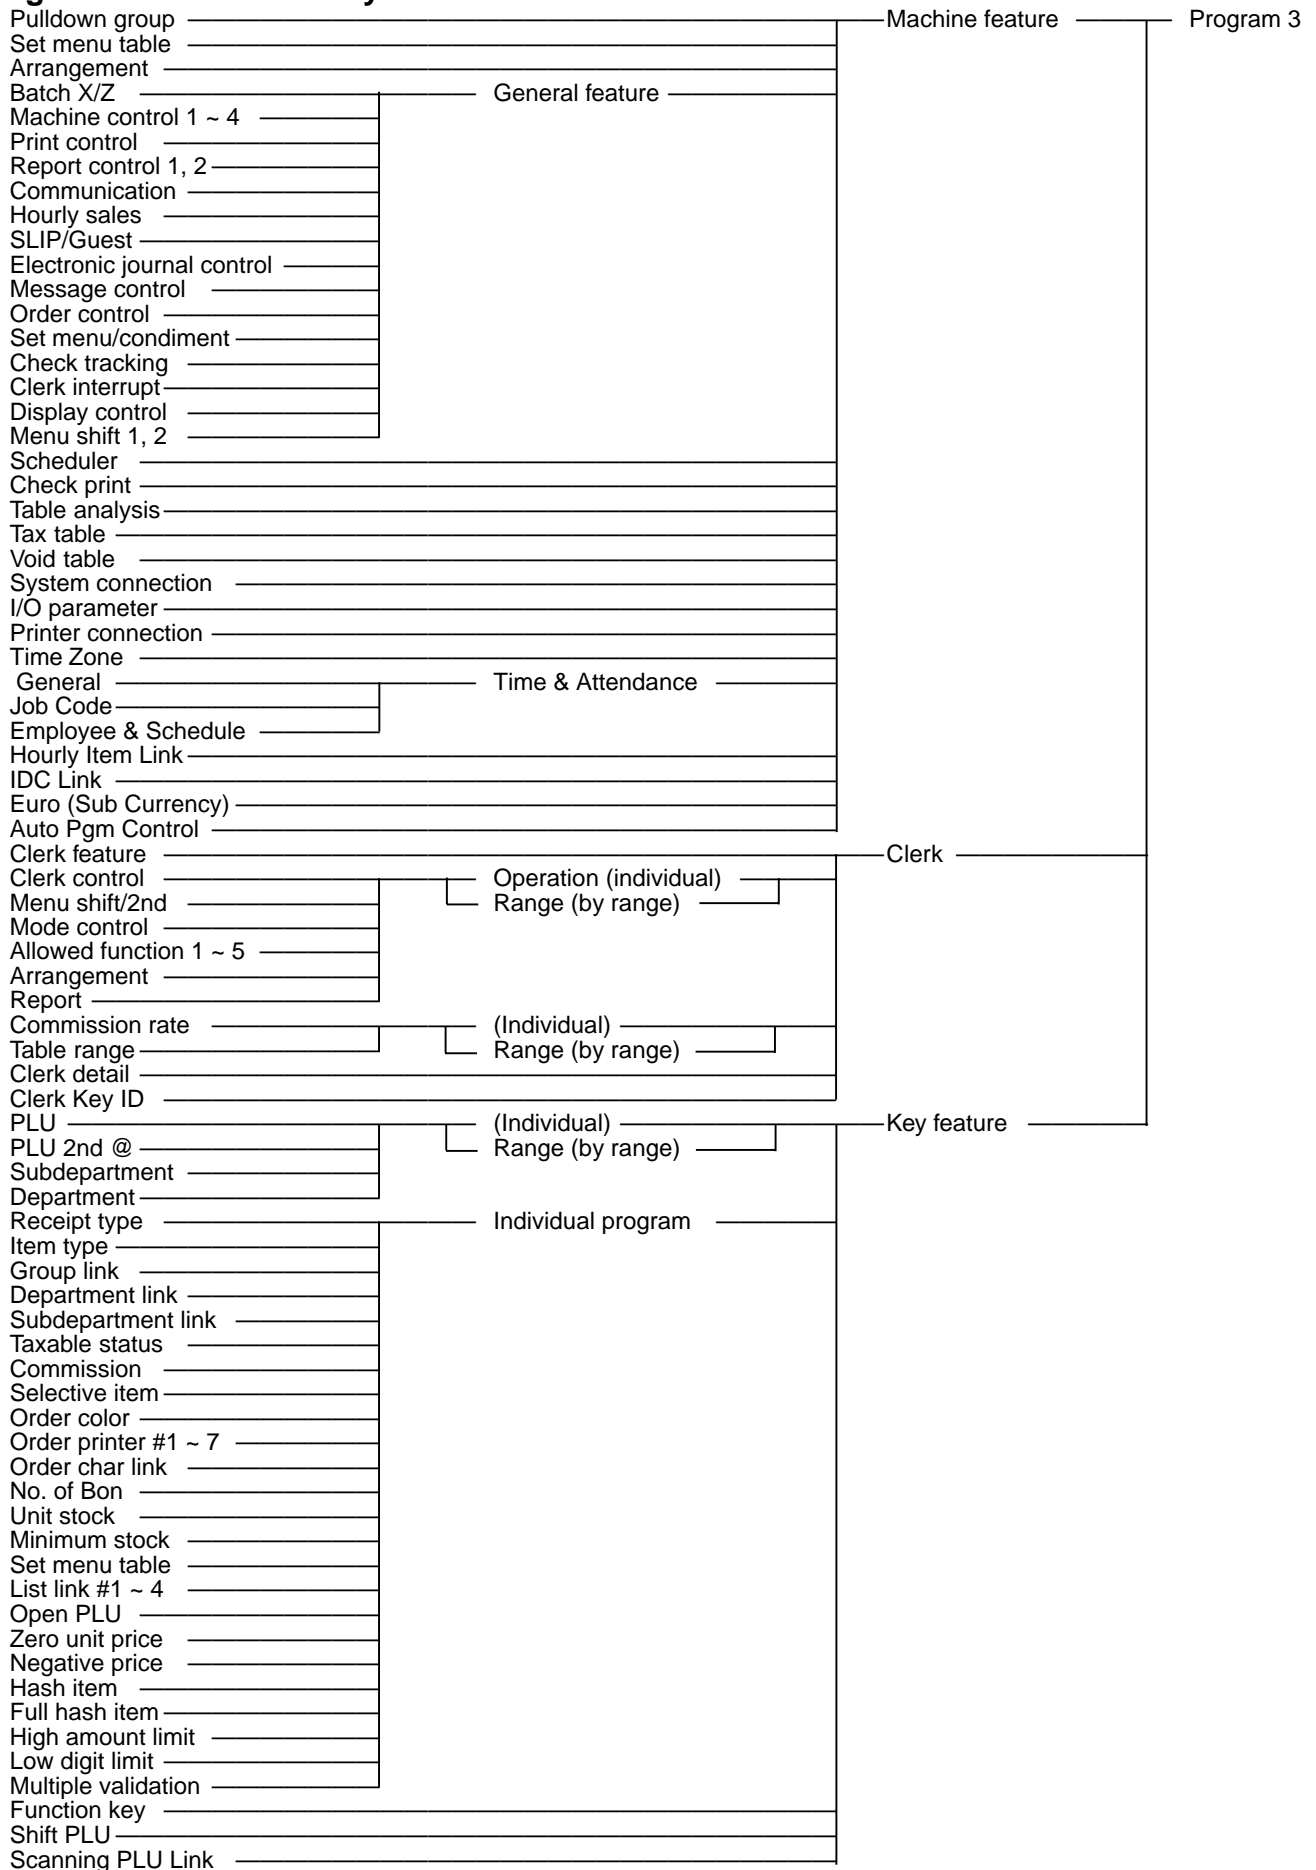 Pulldown group Machine feature Program 3
Set menu table
Arrangement
Batch X/Z General feature
Machine control 1 ~ 4
Print control
Report control 1, 2
Communication
Hourly sales
SLIP/Guest
Electronic journal control
Message control
Order control
Set menu/condiment
Check tracking
Clerk interrupt
Display control
Menu shift 1, 2
Scheduler
Check print
Table analysis
Tax table
Void table
System connection
I/O parameter
Printer connection
Time Zone
General Time & Attendance
Job Code
Employee & Schedule
Hourly Item Link
IDC Link
Euro (Sub Currency)
Auto Pgm Control
Clerk feature Clerk
Clerk control Operation (individual)
Menu shift/2nd Range (by range)
Mode control
Allowed function 1 ~ 5
Arrangement
Report
Commission rate (Individual)
Table range Range (by range)
Clerk detail
Clerk Key ID
PLU (Individual) Key feature
PLU 2nd @ Range (by range)
Subdepartment
Department
Receipt type Individual program
Item type
Group link
Department link
Subdepartment link
Taxable status
Commission
Selective item
Order color
Order printer #1 ~ 7
Order char link
No. of Bon
Unit stock
Minimum stock
Set menu table
List link #1 ~ 4
Open PLU
Zero unit price
Negative price
Hash item
Full hash item
High amount limit
Low digit limit
Multiple validation
Function key
Shift PLU
Scanning PLU Link